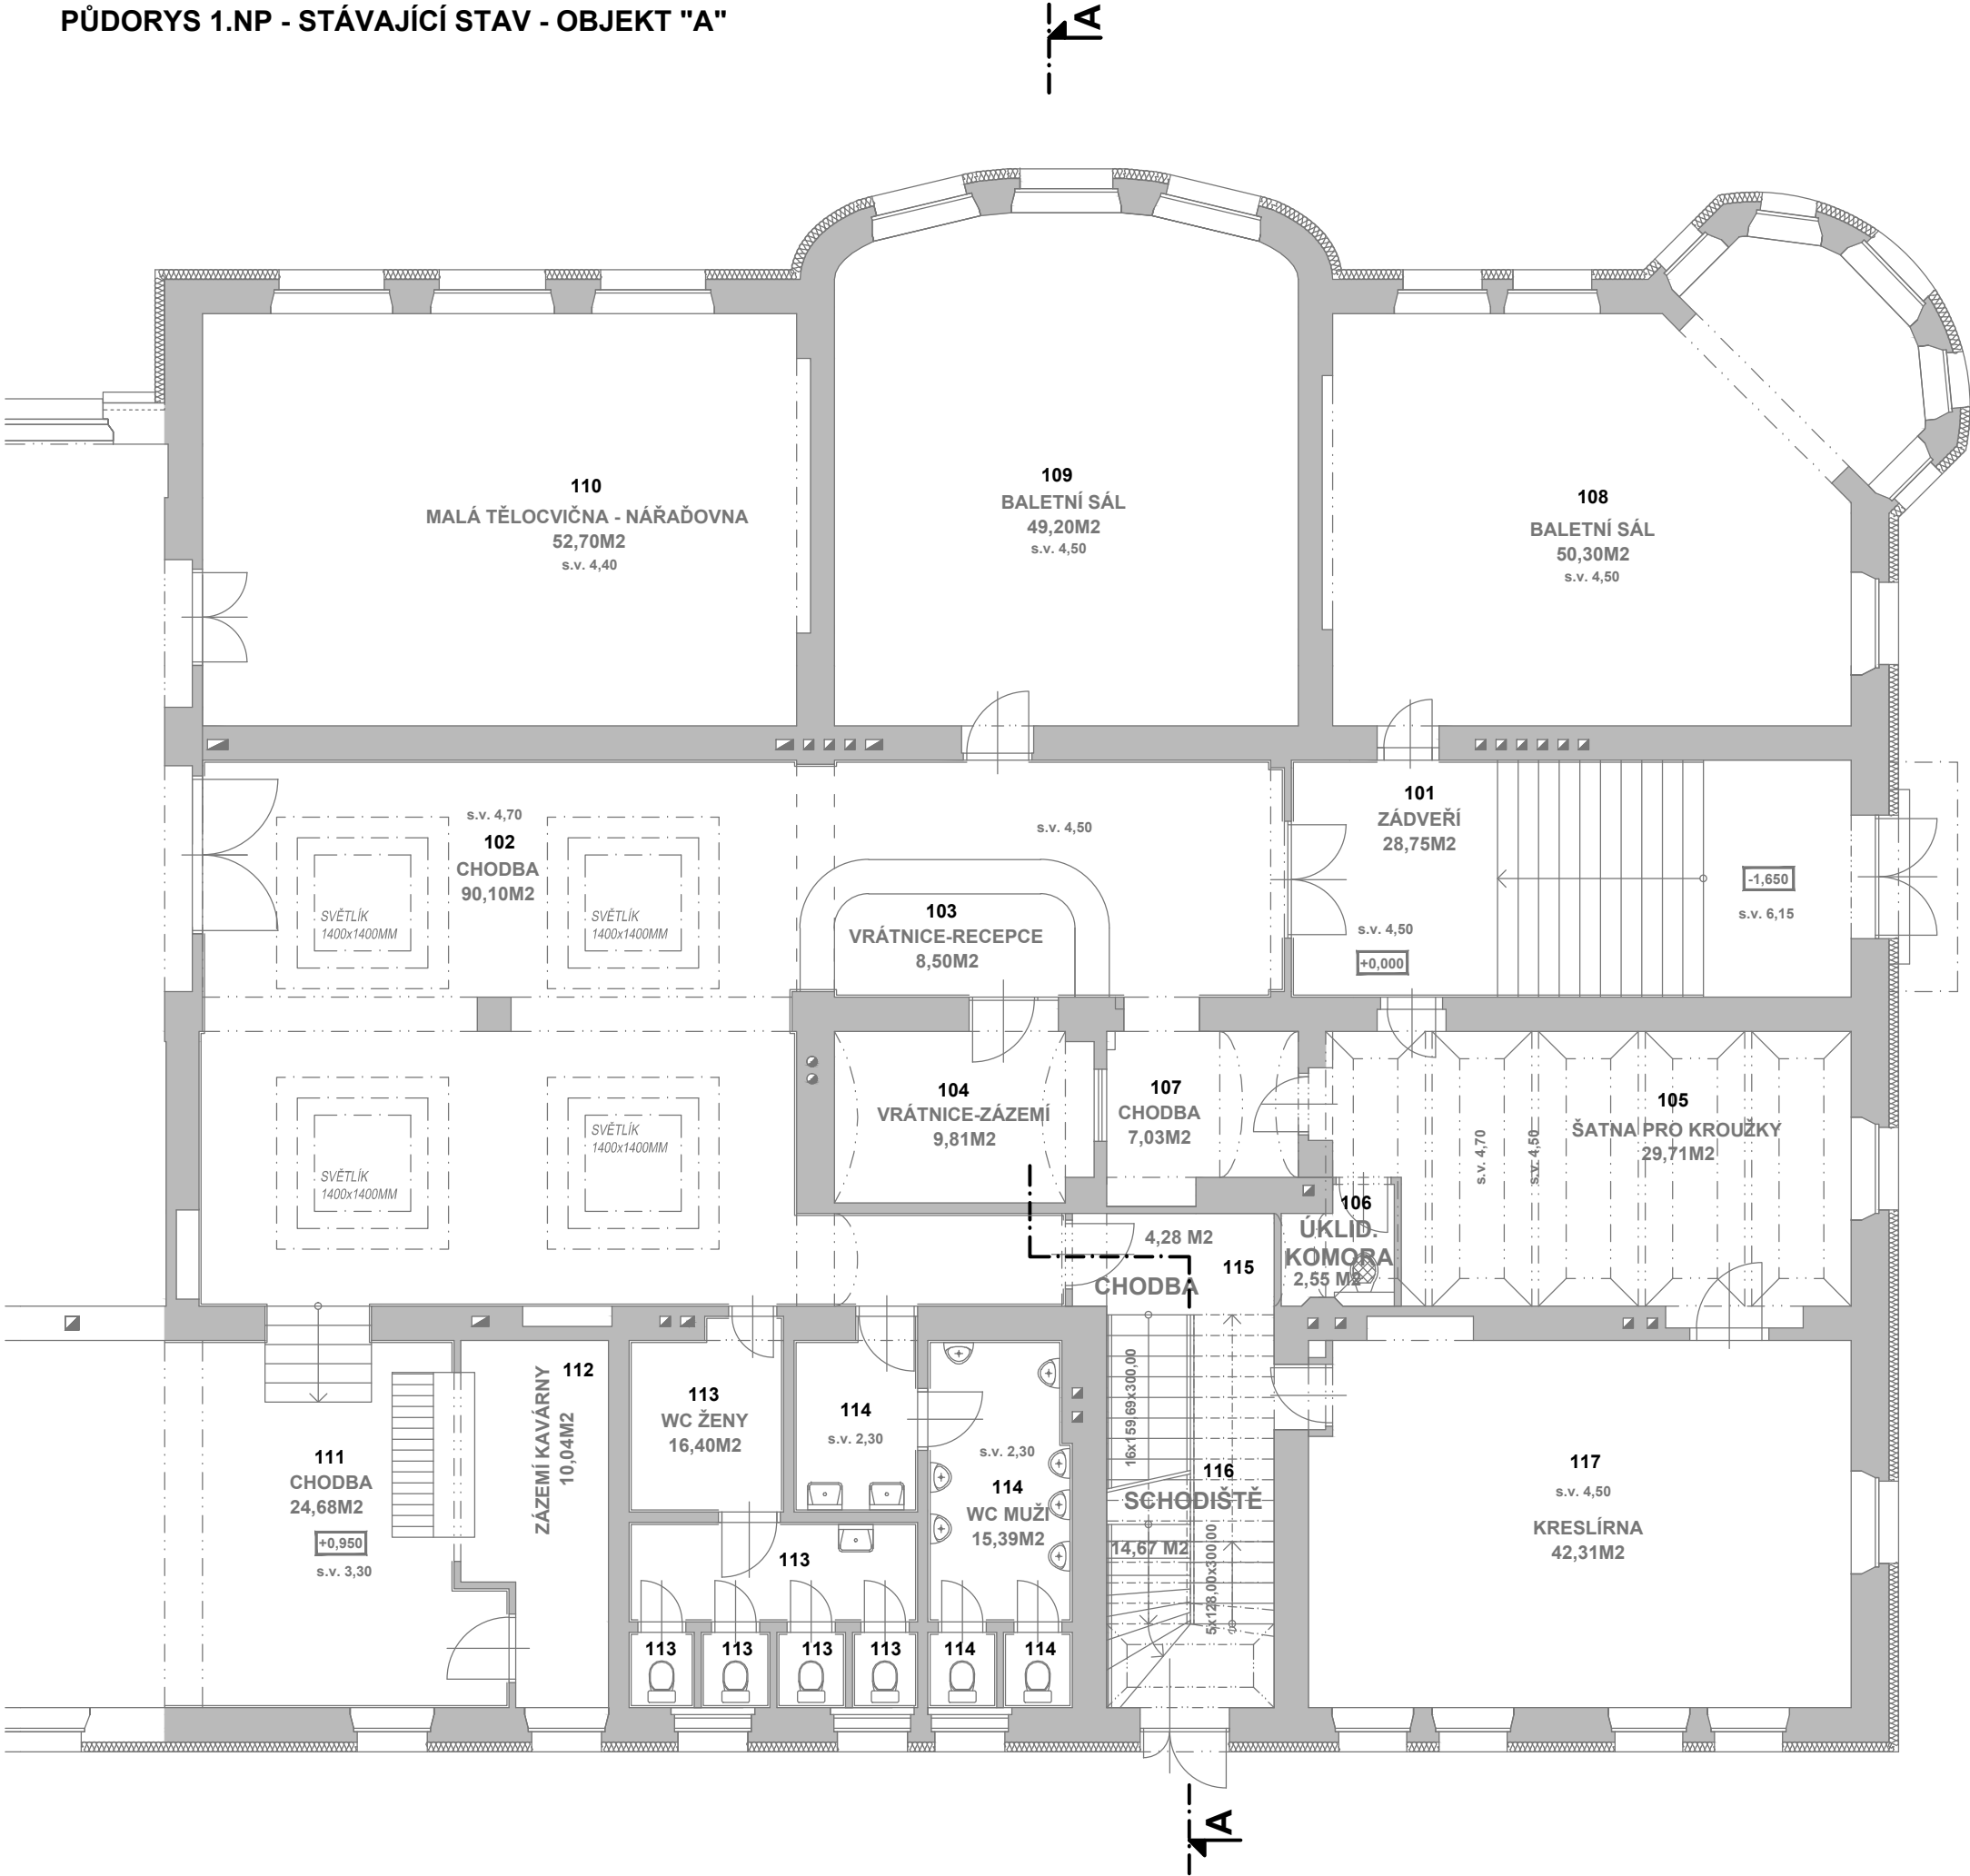 PŮDORYS 1.NP - STÁVAJÍCÍ STAV - OBJEKT "A"
A
110
MALÁ TĚLOCVIČNA - NÁŘAĎOVNA
52,70M2
s.v. 4,40
109
BALETNÍ SÁL
49,20M2
s.v. 4,50
108
BALETNÍ SÁL
50,30M2
s.v. 4,50
s.v. 4,70
102
CHODBA
90,10M2
SVĚTLÍK
1400x1400MM
SVĚTLÍK
1400x1400MM
s.v. 4,50
103
VRÁTNICE-RECEPCE
8,50M2
101
ZÁDVEŘÍ
28,75M2
s.v. 4,50
+0,000
-1,650
s.v. 6,15
SVĚTLÍK
1400x1400MM
SVĚTLÍK
1400x1400MM
104
VRÁTNICE-ZÁZEMÍ
9,81M2
107
CHODBA
7,03M2
105
ŠATNA PRO KROUŽKY
29,71M2
s.v. 4,70
s.v. 4,50
106
ÚKLID.
KOMORA
2,55 M2
4,28 M2
115
CHODBA
111
CHODBA
24,68M2
+0,950
s.v. 3,30
112
ZÁZEMÍ KAVÁRNY
10,04M2
113
WC ŽENY
16,40M2
114
s.v. 2,30
s.v. 2,30
114
WC MUŽI
15,39M2
113
113
113
113
113
114
114
16x159,69x300,00
116
SCHODIŠTĚ
14,67 M2
5x128,00x300,00
117
s.v. 4,50
KRESLÍRNA
42,31M2
A